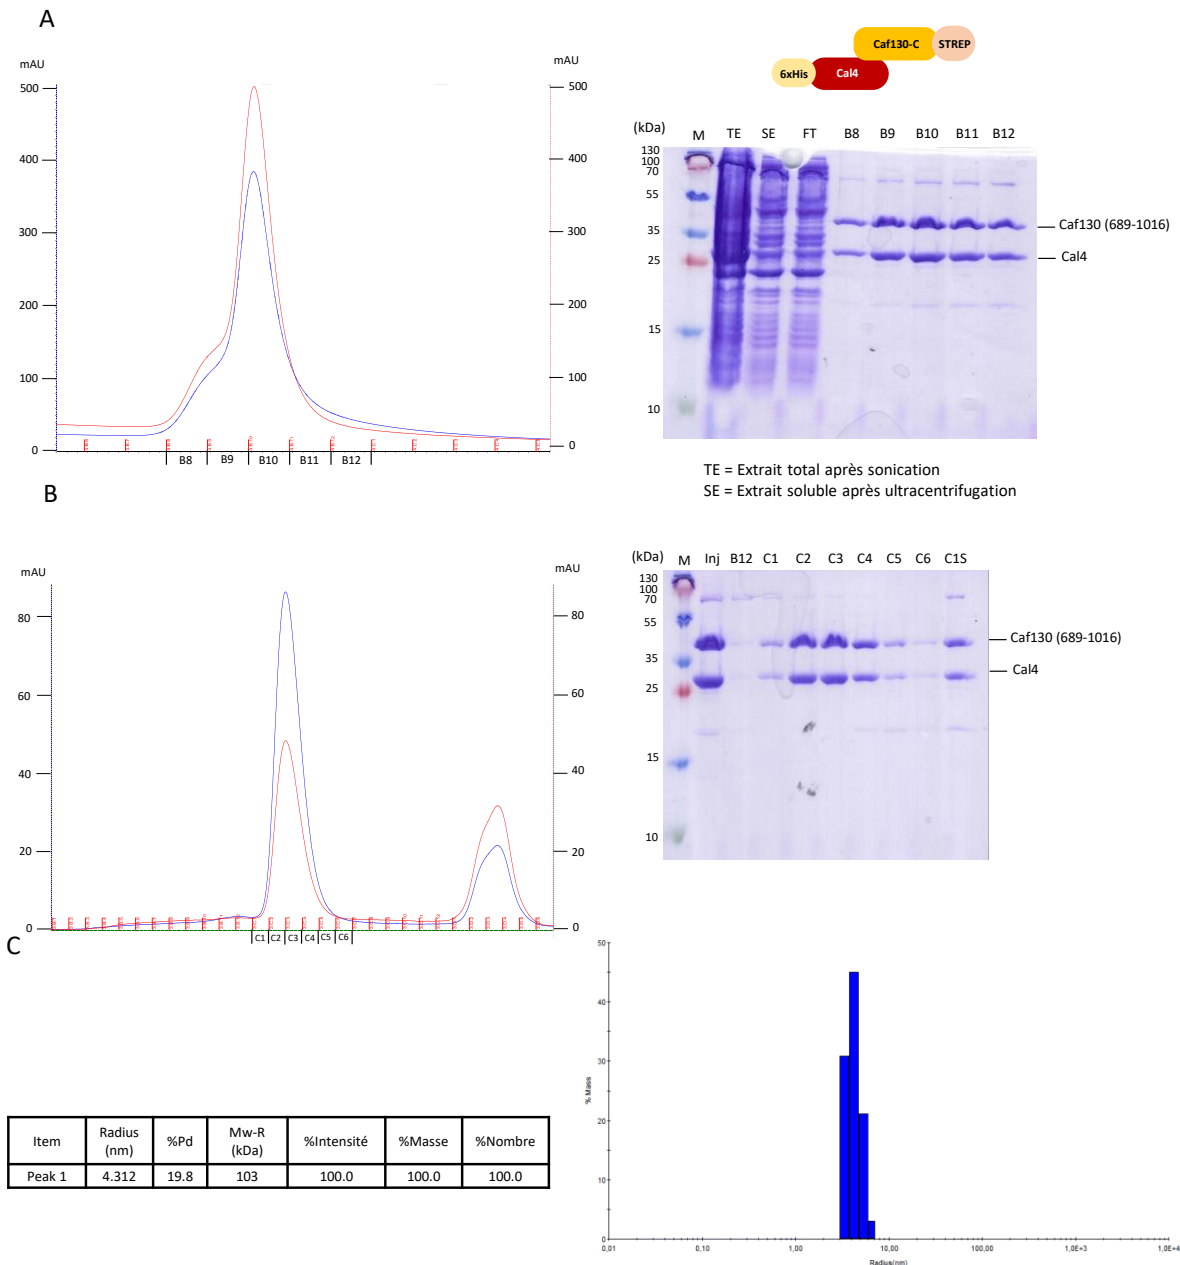 A
mAU
mAU
500
400
300
200
100
0
500
400
300
200
100
0
B8 B9 B10 B11 B12
Caf130-C STREP
6xHis Cal4
(kDa) M TE SE FT B8 B9 B10 B11 B12
130
100
70
55
35
25
15
10
Caf130 (689-1016)
Cal4
TE = Extrait total après sonication
SE = Extrait soluble après ultracentrifugation
B
mAU
mAU
80
60
40
20
0
80
60
40
20
0
C1 C2 C3 C4 C5 C6
(kDa) M Inj B12 C1 C2 C3 C4 C5 C6 C1S
130
100
70
55
35
25
15
10
Caf130 (689-1016)
Cal4
C
Item Radius (nm) %Pd Mw-R (kDa) %Intensité %Masse %Nombre
Peak 1 4.312 19.8 103 100.0 100.0 100.0
% Mass
50
40
30
20
10
0
0,01 0,10 1,00 10,00 100,00 1,0E+3 1,0E+4
Radius(nm)